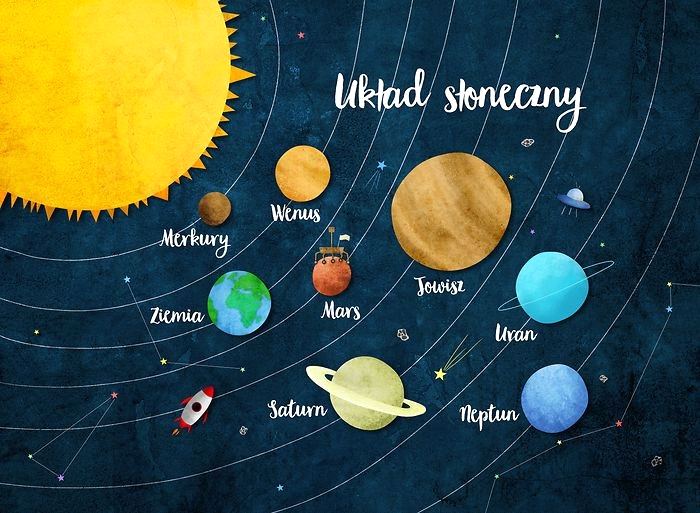 Układ słoneczny
Wenus
Merkury
Mars
Jowisz
Ziemia
Uran
Saturn
Neptun